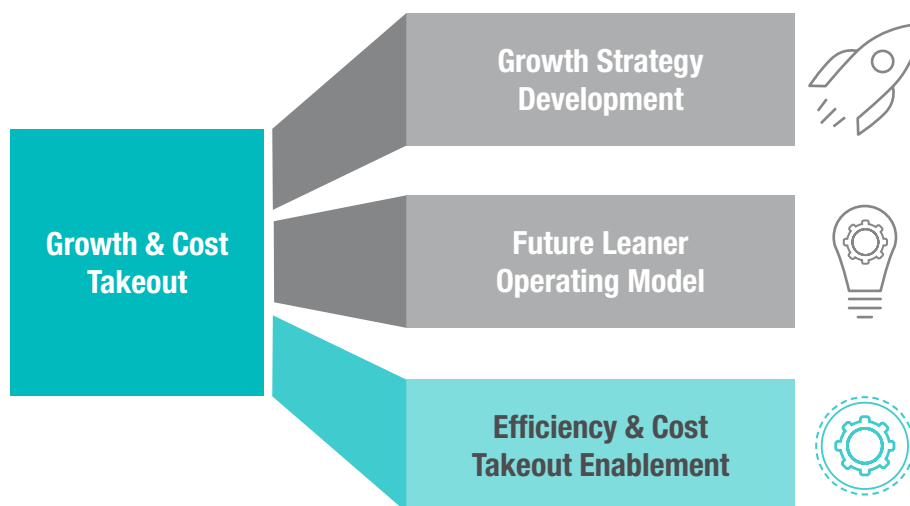 Growth Strategy
Development
Growth & Cost
Takeout
Future Leaner
Operating Model
Efficiency & Cost
Takeout Enablement